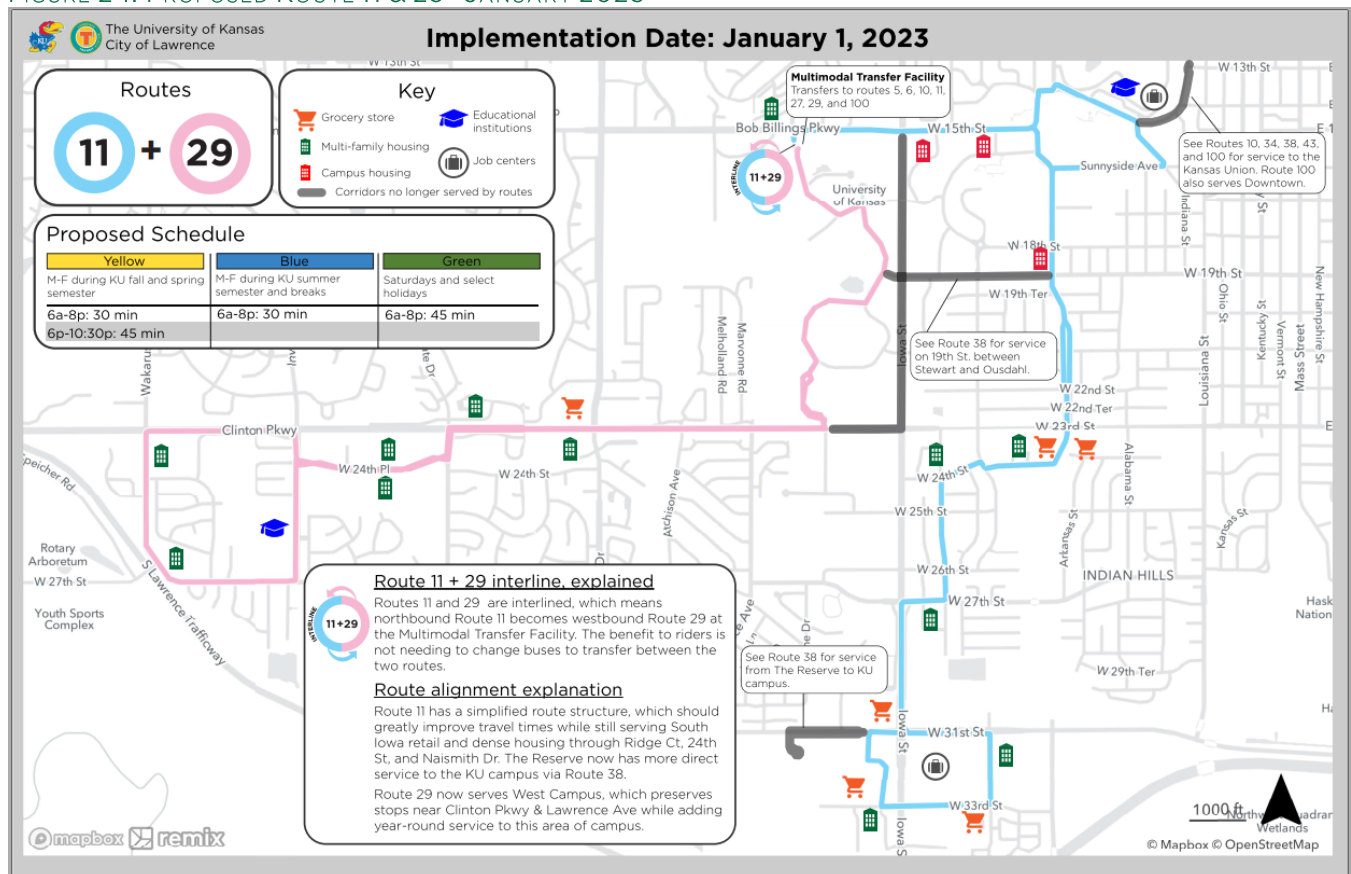 The University of Kansas
City of Lawrence
Implementation Date: January 1, 2023
Routes
11 + 29
Key
Grocery store
Educational
institutions
Multi-family housing
Job centers
Campus housing
Corridors no longer served by routes
Proposed Schedule
Yellow
Blue
Green
M-F during KU fall and spring
semester
M-F during KU summer
semester and breaks
Saturdays and select
holidays
6a-8p: 30 min
6a-8p: 30 min
6a-8p: 45 min
6p-10:30p: 45 min
Multimodal Transfer Facility
Transfers to routes 5, 6, 10, 11,
27, 29, and 100
W 13th St
Bob Billings Pkwy
W 15th St
E 1
INTERLINE
11+29
University
of Kansas
Sunnyside Ave
See Routes 10, 34, 38, 43,
and 100 for service to the
Kansas Union. Route 100
also serves Downtown.
Indiana St
W 18th St
W 19th St
W 19th Ter
Ohio St
Kentucky St
Vermont St
Mass Street
New Hampshire St
Louisiana St
Melholland Rd
Marvonne Rd
Iowa St
See Route 38 for service
on 19th St. between
Stewart and Ousdahl.
W 22nd St
W 22nd Ter
W 23rd St
Clinton Pkwy
W 24th Pl
W 24th St
W 24th St
Alabama St
Speicher Rd
Atchison Ave
W 25th St
Arkansas St
Kansas St
Rotary
Arboretum
W 27th St
Youth Sports
Complex
S Lawrence Trafficway
W 26th St
INDIAN HILLS
W 27th St
Hask
Nation
W 29th Ter
See Route 38 for service
from The Reserve to KU
campus.
INTERLINE
11+29
Route 11 + 29 interline, explained
Routes 11 and 29 are interlined, which means
northbound Route 11 becomes westbound Route 29 at
the Multimodal Transfer Facility. The benefit to riders is
not needing to change buses to transfer between the
two routes.
Route alignment explanation
Route 11 has a simplified route structure, which should
greatly improve travel times while still serving South
Iowa retail and dense housing through Ridge Ct, 24th
St, and Naismith Dr. The Reserve now has more direct
service to the KU campus via Route 38.
Route 29 now serves West Campus, which preserves
stops near Clinton Pkwy & Lawrence Ave while adding
year-round service to this area of campus.
Iowa St
W 31st St
W 33rd St
Iowa S
1000 ft
Wetlands
mapbox remix
© Mapbox © OpenStreetMap